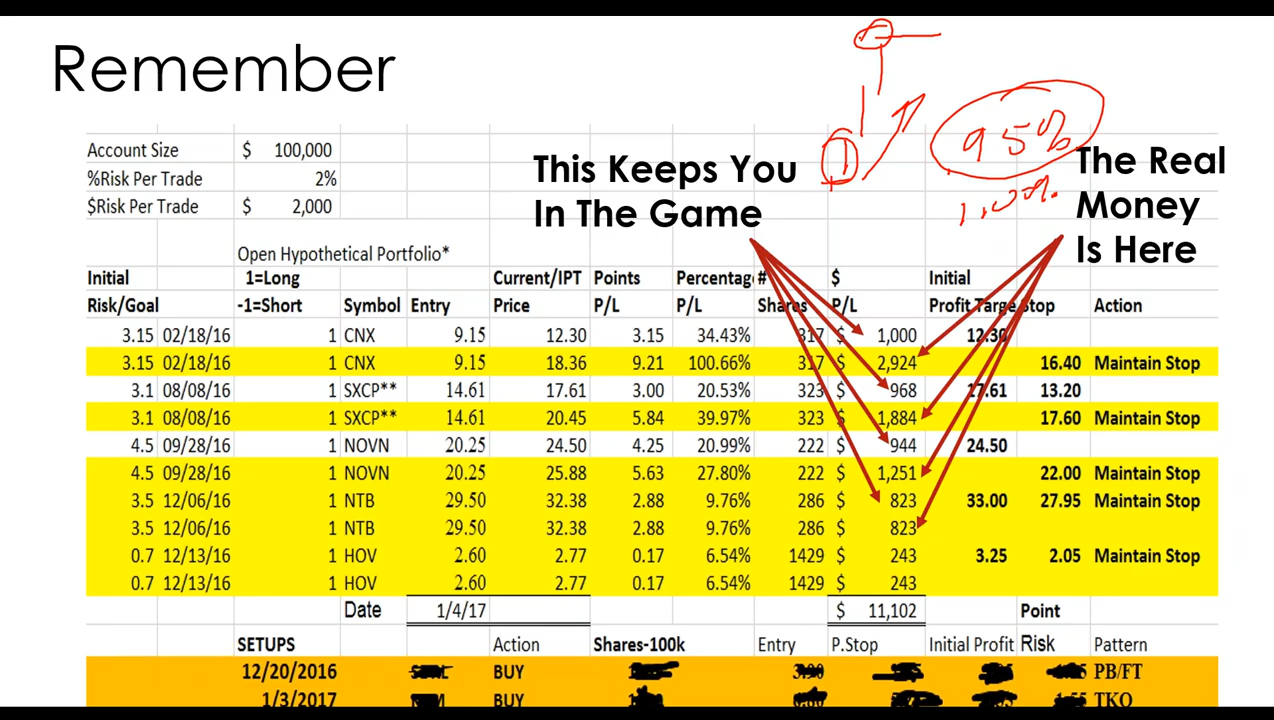 Remember
95%
100%
This Keeps You
In The Game
The Real
Money
Is Here
Account Size $ 100,000
%Risk Per Trade 2%
$Risk Per Trade $ 2,000
Open Hypothetical Portfolio*
Initial 1=Long Current/IPT Points Percentag # $ Initial
Risk/Goal -1=Short Symbol Entry Price P/L P/L Shares P/L Profit Targe Stop Action
3.15 02/18/16 1 CNX 9.15 12.30 3.15 34.43% 317 $ 1,000 12.30
3.15 02/18/16 1 CNX 9.15 18.36 9.21 100.66% 317 $ 2,924 16.40 Maintain Stop
3.1 08/08/16 1 SXCP** 14.61 17.61 3.00 20.53% 323 $ 968 17.61 13.20
3.1 08/08/16 1 SXCP** 14.61 20.45 5.84 39.97% 323 $ 1,884 17.60 Maintain Stop
4.5 09/28/16 1 NOVN 20.25 24.50 4.25 20.99% 222 $ 944 24.50
4.5 09/28/16 1 NOVN 20.25 25.88 5.63 27.80% 222 $ 1,251 22.00 Maintain Stop
3.5 12/06/16 1 NTB 29.50 32.38 2.88 9.76% 286 $ 823 33.00 27.95 Maintain Stop
3.5 12/06/16 1 NTB 29.50 32.38 2.88 9.76% 286 $ 823
0.7 12/13/16 1 HOV 2.60 2.77 0.17 6.54% 1429 $ 243 3.25 2.05 Maintain Stop
0.7 12/13/16 1 HOV 2.60 2.77 0.17 6.54% 1429 $ 243
Date 1/4/17 $ 11,102 Point
SETUPS Action Shares-100k Entry P.Stop Initial Profit Risk Pattern
12/20/2016 BUY PB/FT
1/3/2017 BUY TKO